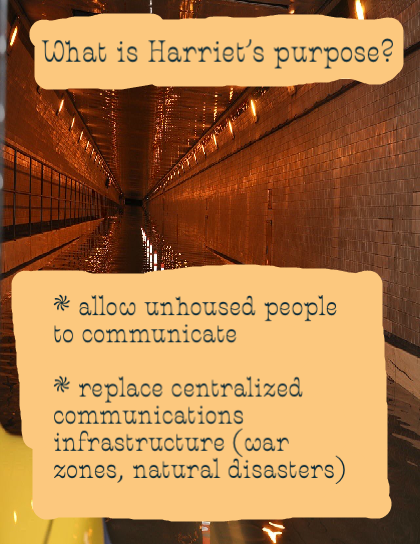 What is Harriet's purpose?
* allow unhoused people
to communicate
* replace centralized
communications
infrastructure (war
zones, natural disasters)